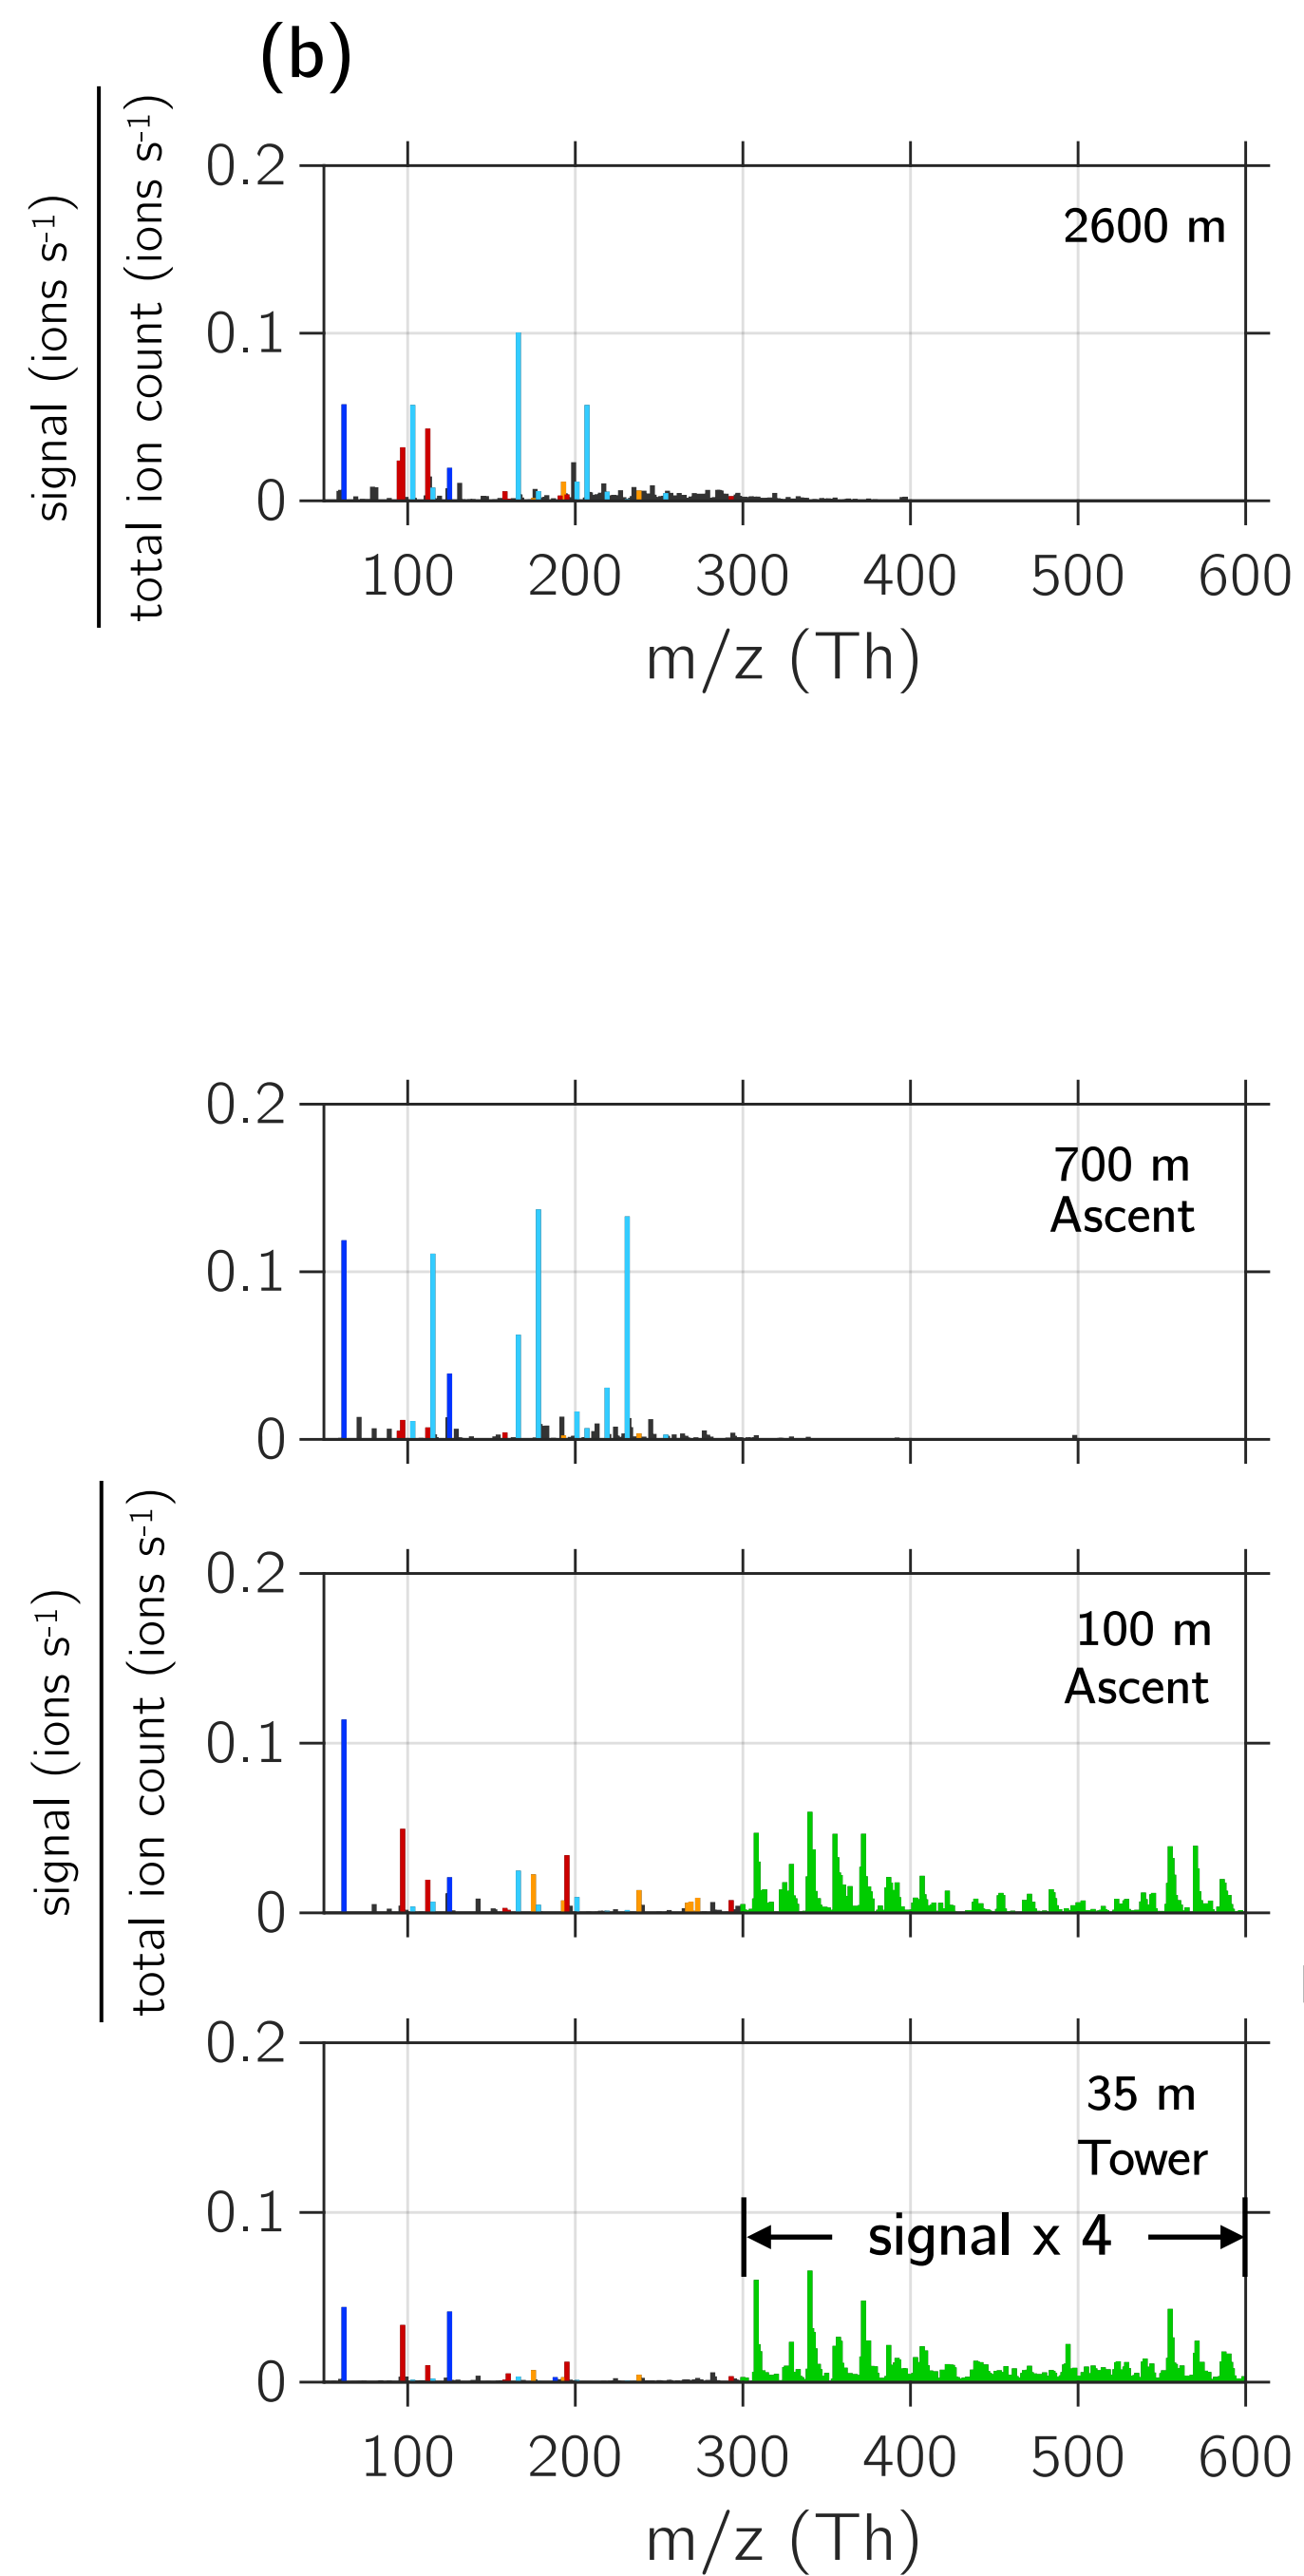 (b)
signal (ions s-1)
total ion count (ions s-1)
0.2
2600 m
0.1
0
100 200 300 400 500 600
m/z (Th)
0.2
700 m
Ascent
0.1
0
signal (ions s-1)
total ion count (ions s-1)
0.2
100 m
Ascent
0.1
0
0.2
35 m
Tower
0.1
signal x 4
0
100 200 300 400 500 600
m/z (Th)